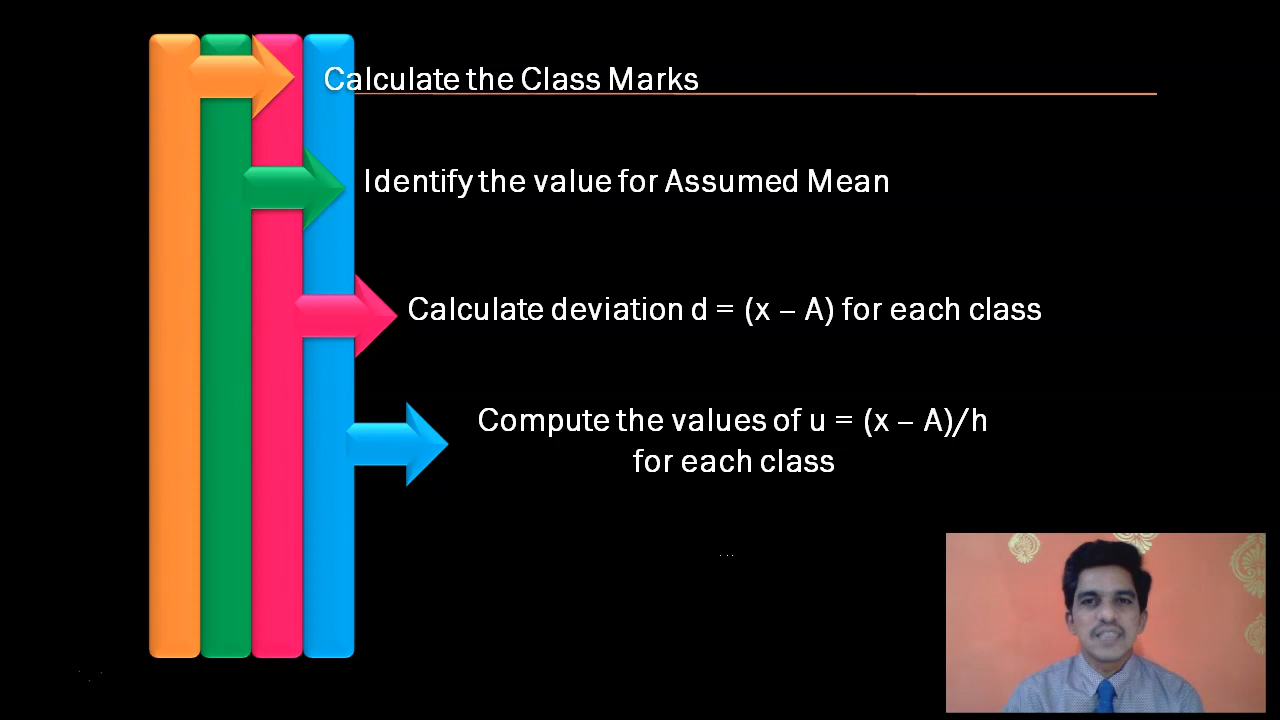 Calculate the Class Marks
Identify the value for Assumed Mean
Calculate deviation d = (x – A) for each class
Compute the values of u = (x – A)/h
for each class